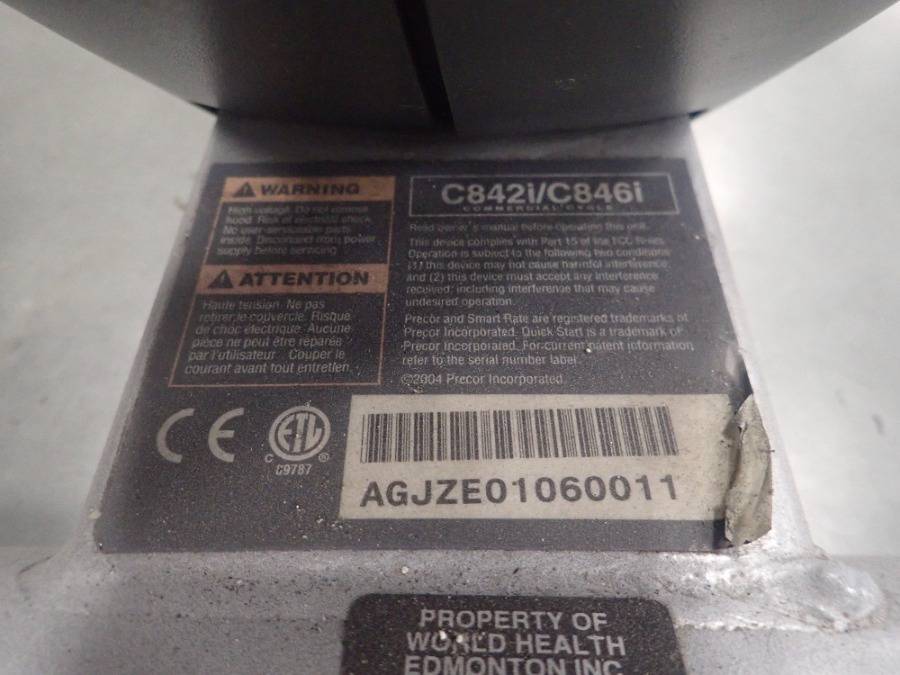 WARNING
High voltage. Do not remove
hood. Risk of electrical shock.
No user-servicable parts
inside. Disconnect from power
supply before servicing.
ATTENTION
Haute tension. Ne pas
retirer le couvercle. Risque
de choc électrique. Aucune
pièce ne peut être réparée
par l'utilisateur. Couper le
courant avant tout entretien.
C842i/C846i
COMMERCIAL CYCLE
Read owner's manual before operating this unit.
This device complies with Part 15 of the FCC Rules.
Operation is subject to the following two conditions
(1) this device may not cause harmful interference,
and (2) this device must accept any interference
received, including interference that may cause
undesired operation.
Precor and Smart Rate are registered trademarks of
Precor Incorporated. Quick Start is a trademark of
Precor Incorporated. For current patent information
refer to the serial number label.
©2004 Precor Incorporated
CE
C ETL ®
C9787
AGJZE01060011
PROPERTY OF
WORLD HEALTH
EDMONTON INC